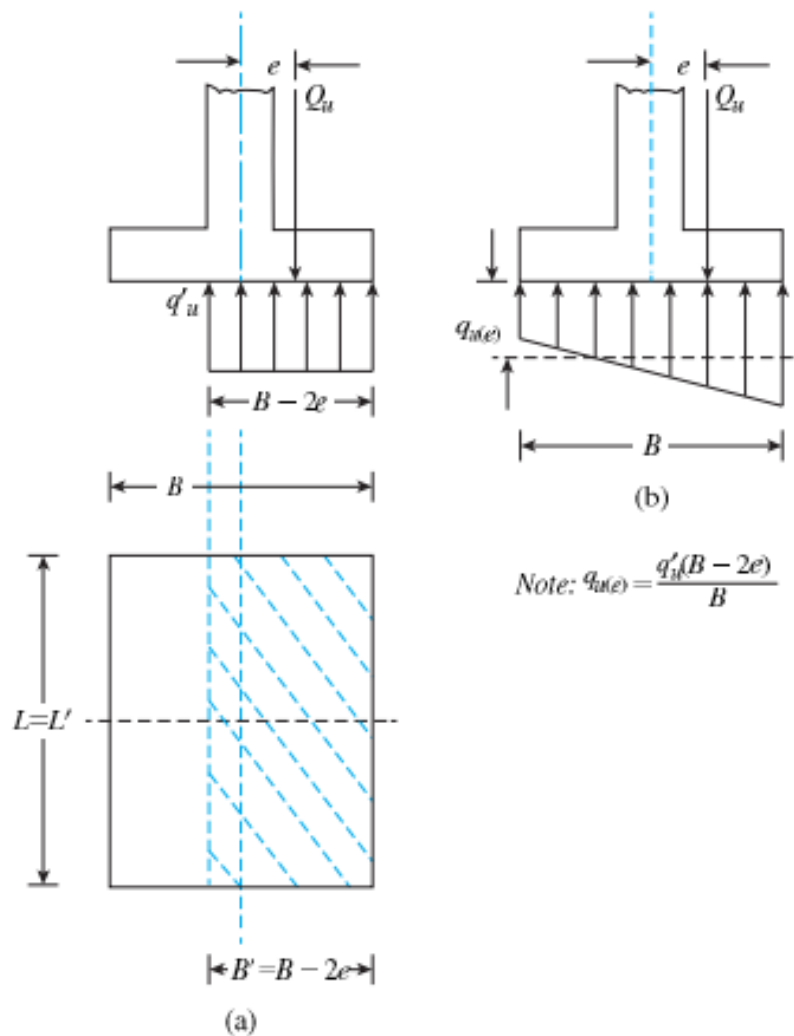 e
Q_u
q'_u
B – 2e
B
L=L'
B'=B – 2e
(a)
e
Q_u
q_u(e)
B
(b)
Note: q_u(e) = q'_u(B – 2e) / B